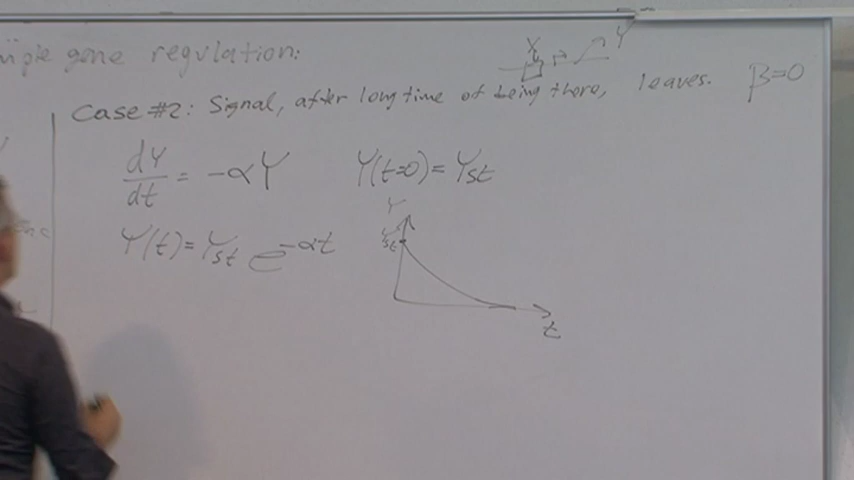 gene regulation:
X Y
Case #2: Signal, after long time of being there, leaves. β=0
dY/dt = -αY Y(t=0) = Yst
Y(t) = Yst e^-αt
Y
Yst
t